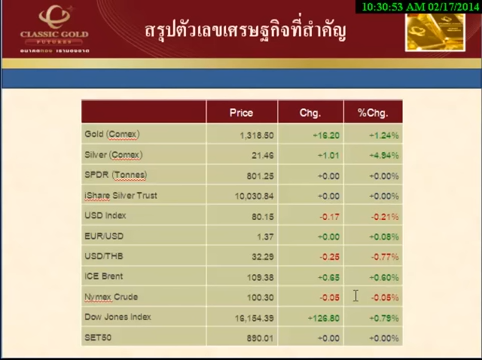 10:30:53 AM 02/17/2014
CLASSIC GOLD
FUTURES
สรุปตัวเลขเศรษฐกิจที่สำคัญ
Price Chg. %Chg.
Gold (Comex) 1,318.50 +16.20 +1.24%
Silver (Comex) 21.46 +1.01 +4.94%
SPDR (Tonnes) 801.25 +0.00 +0.00%
iShare Silver Trust 10,030.84 +0.00 +0.00%
USD Index 80.15 -0.17 -0.21%
EUR/USD 1.37 +0.00 +0.08%
USD/THB 32.29 -0.25 -0.77%
ICE Brent 109.38 +0.65 +0.60%
Nymex Crude 100.30 -0.05 -0.05%
Dow Jones Index 16,154.39 +126.80 +0.79%
SET50 890.01 +0.00 +0.00%